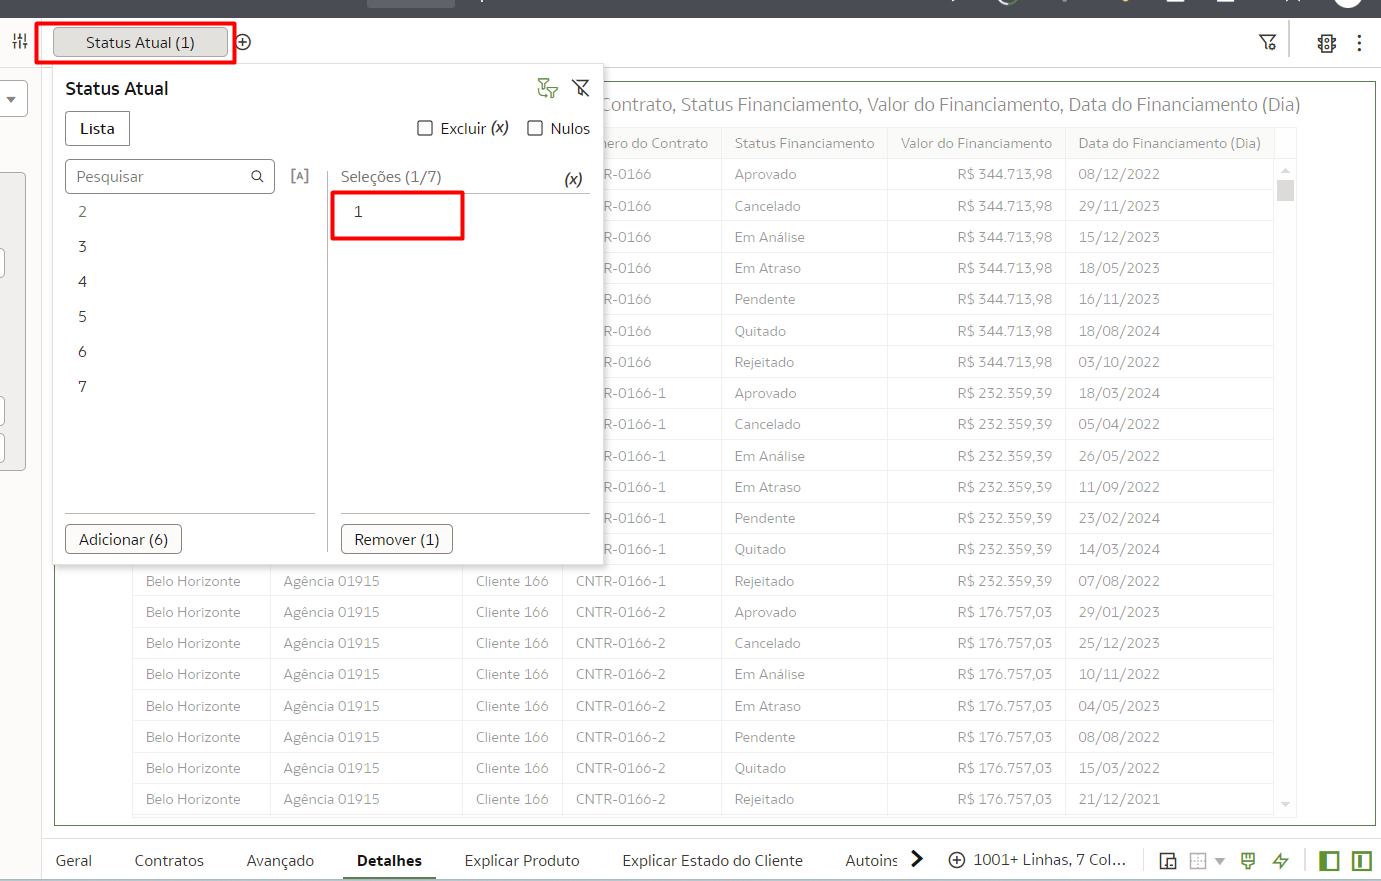 Status Atual (1)
Status Atual
Lista
Excluir (x)
Nulos
Pesquisar
[A]
Seleções (1/7)
(x)
2
3
4
5
6
7
1
Adicionar (6)
Remover (1)
Contrato, Status Financiamento, Valor do Financiamento, Data do Financiamento (Dia)
ero do Contrato Status Financiamento Valor do Financiamento Data do Financiamento (Dia)
R-0166 Aprovado R$ 344.713,98 08/12/2022
R-0166 Cancelado R$ 344.713,98 29/11/2023
R-0166 Em Análise R$ 344.713,98 15/12/2023
R-0166 Em Atraso R$ 344.713,98 18/05/2023
R-0166 Pendente R$ 344.713,98 16/11/2023
R-0166 Quitado R$ 344.713,98 18/08/2024
R-0166 Rejeitado R$ 344.713,98 03/10/2022
R-0166-1 Aprovado R$ 232.359,39 18/03/2024
R-0166-1 Cancelado R$ 232.359,39 05/04/2022
R-0166-1 Em Análise R$ 232.359,39 26/05/2022
R-0166-1 Em Atraso R$ 232.359,39 11/09/2022
R-0166-1 Pendente R$ 232.359,39 23/02/2024
R-0166-1 Quitado R$ 232.359,39 14/03/2024
Belo Horizonte Agência 01915 Cliente 166 CNTR-0166-1 Rejeitado R$ 232.359,39 07/08/2022
Belo Horizonte Agência 01915 Cliente 166 CNTR-0166-2 Aprovado R$ 176.757,03 29/01/2023
Belo Horizonte Agência 01915 Cliente 166 CNTR-0166-2 Cancelado R$ 176.757,03 25/12/2023
Belo Horizonte Agência 01915 Cliente 166 CNTR-0166-2 Em Análise R$ 176.757,03 10/11/2022
Belo Horizonte Agência 01915 Cliente 166 CNTR-0166-2 Em Atraso R$ 176.757,03 04/05/2023
Belo Horizonte Agência 01915 Cliente 166 CNTR-0166-2 Pendente R$ 176.757,03 08/08/2022
Belo Horizonte Agência 01915 Cliente 166 CNTR-0166-2 Quitado R$ 176.757,03 15/03/2022
Belo Horizonte Agência 01915 Cliente 166 CNTR-0166-2 Rejeitado R$ 176.757,03 21/12/2021
Geral Contratos Avançado Detalhes Explicar Produto Explicar Estado do Cliente Autoins 1001+ Linhas, 7 Col...